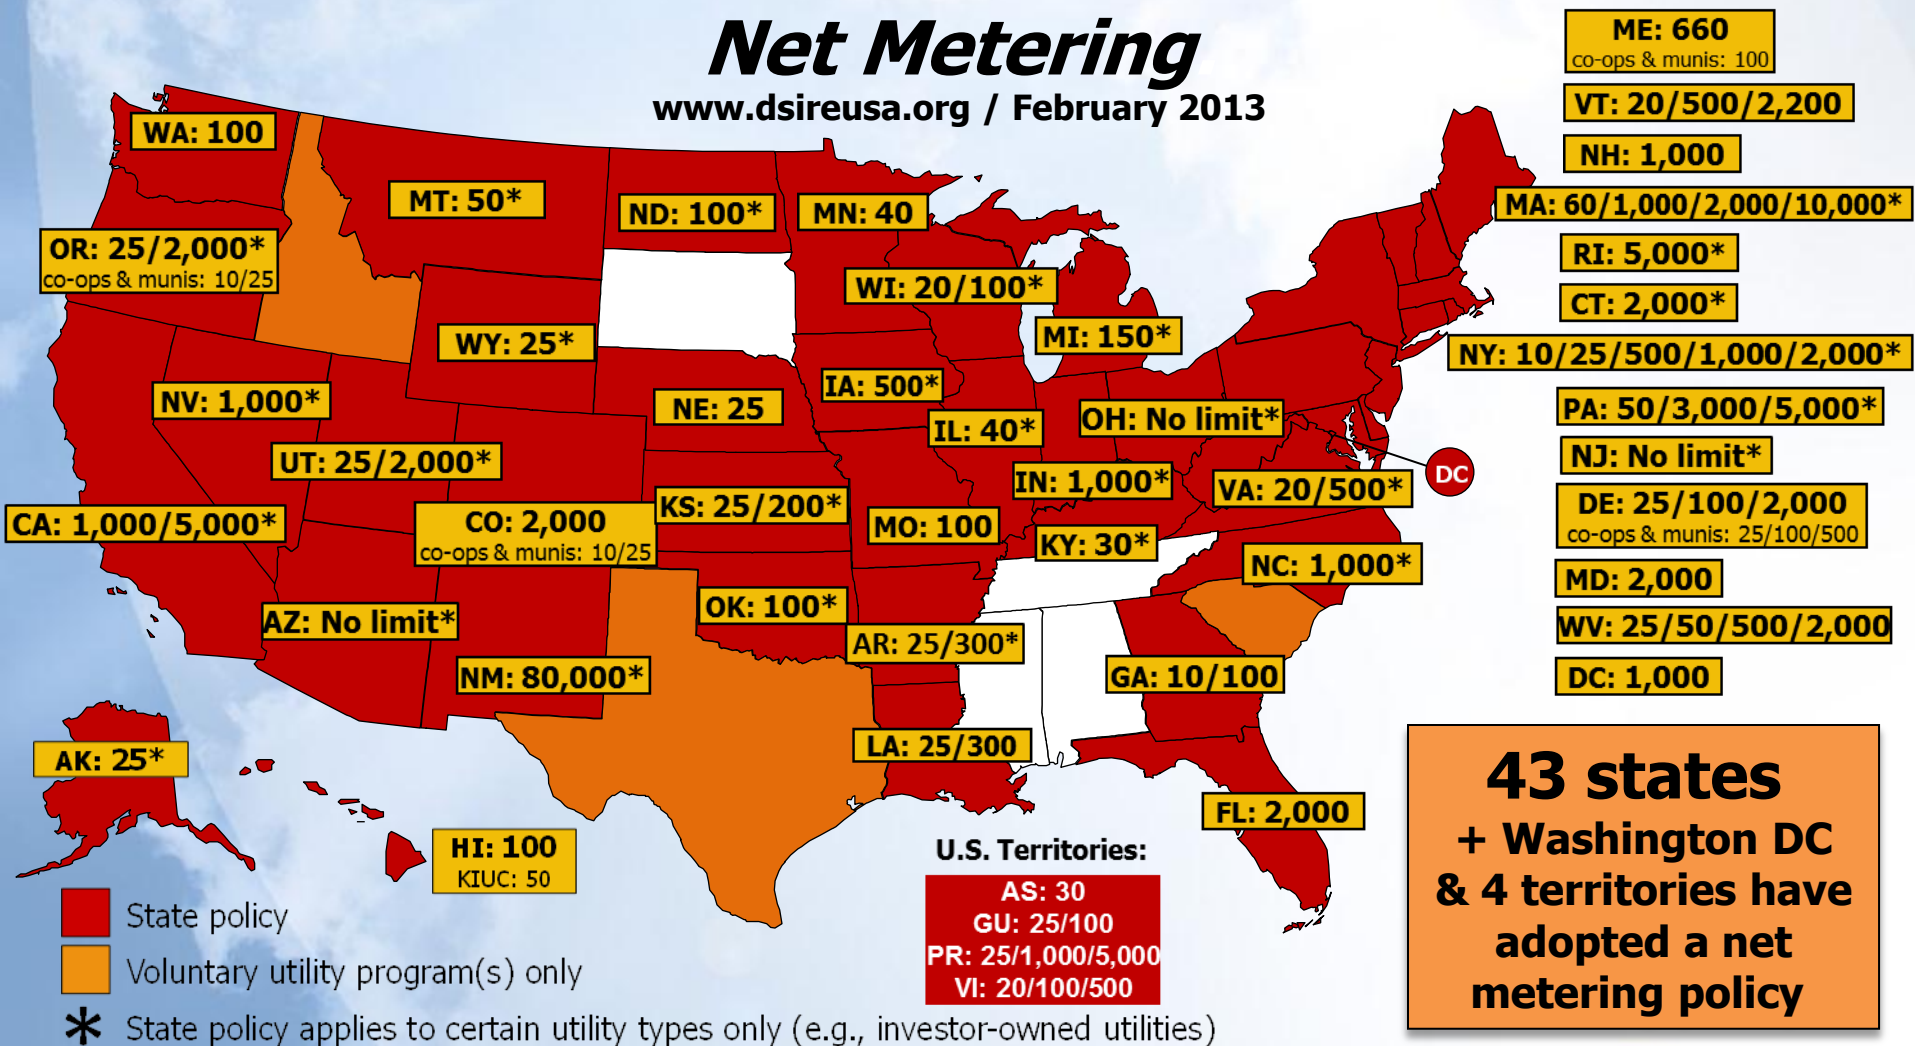 Net Metering
www.dsireusa.org / February 2013
WA: 100
OR: 25/2,000*
co-ops & munis: 10/25
MT: 50*
ND: 100*
MN: 40
WI: 20/100*
MI: 150*
WY: 25*
IA: 500*
NV: 1,000*
NE: 25
IL: 40*
OH: No limit*
UT: 25/2,000*
IN: 1,000*
VA: 20/500*
DC
CA: 1,000/5,000*
CO: 2,000
co-ops & munis: 10/25
KS: 25/200*
MO: 100
KY: 30*
NC: 1,000*
AZ: No limit*
OK: 100*
AR: 25/300*
NM: 80,000*
GA: 10/100
LA: 25/300
FL: 2,000
AK: 25*
HI: 100
KIUC: 50
ME: 660
co-ops & munis: 100
VT: 20/500/2,200
NH: 1,000
MA: 60/1,000/2,000/10,000*
RI: 5,000*
CT: 2,000*
NY: 10/25/500/1,000/2,000*
PA: 50/3,000/5,000*
NJ: No limit*
DE: 25/100/2,000
co-ops & munis: 25/100/500
MD: 2,000
WV: 25/50/500/2,000
DC: 1,000
U.S. Territories:
AS: 30
GU: 25/100
PR: 25/1,000/5,000
VI: 20/100/500
43 states
+ Washington DC
& 4 territories have
adopted a net
metering policy
State policy
Voluntary utility program(s) only
* State policy applies to certain utility types only (e.g., investor-owned utilities)